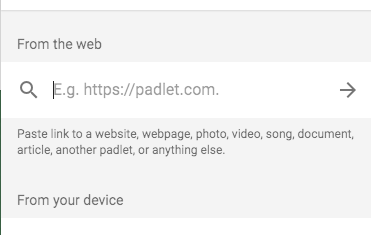 From the web
E.g. https://padlet.com.
Paste link to a website, webpage, photo, video, song, document,
article, another padlet, or anything else.
From your device